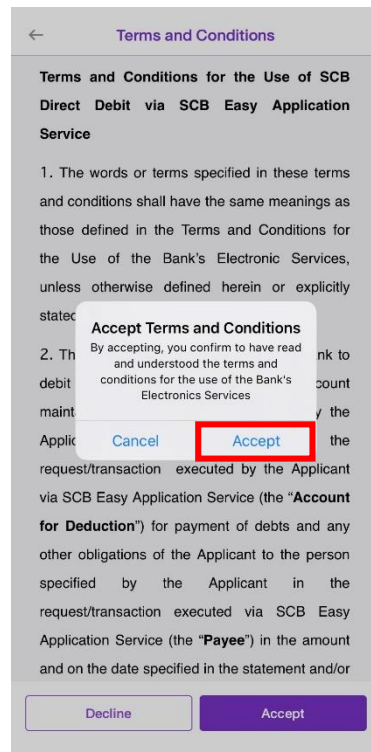 Terms and Conditions
Terms and Conditions for the Use of SCB
Direct Debit via SCB Easy Application
Service
1. The words or terms specified in these terms
and conditions shall have the same meanings as
those defined in the Terms and Conditions for
the Use of the Bank's Electronic Services,
unless otherwise defined herein or explicitly
Accept Terms and Conditions
By accepting, you confirm to have read
and understood the terms and
conditions for the use of the Bank's
Electronics Services
Cancel Accept
2.
debit
the
the
request/transaction executed by the Applicant
via SCB Easy Application Service (the “Account
for Deduction”) for payment of debts and any
other obligations of the Applicant to the person
specified by the Applicant in the
request/transaction executed via SCB Easy
Application Service (the “Payee”) in the amount
and on the date specified in the statement and/or
Decline Accept